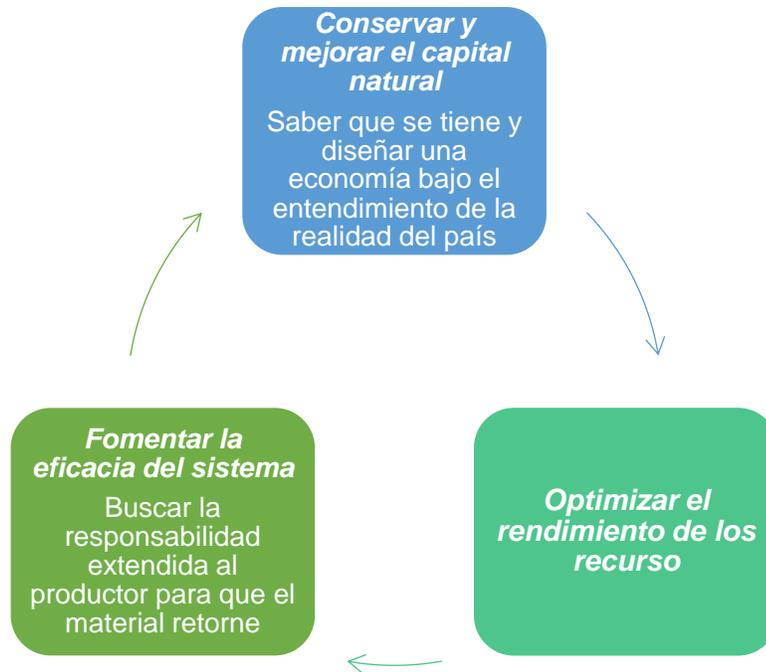 Conservar y
mejorar el capital
natural
Saber que se tiene y
diseñar una
economía bajo el
entendimiento de la
realidad del país
Optimizar el
rendimiento de los
recurso
Fomentar la
eficacia del sistema
Buscar la
responsabilidad
extendida al
productor para que el
material retorne